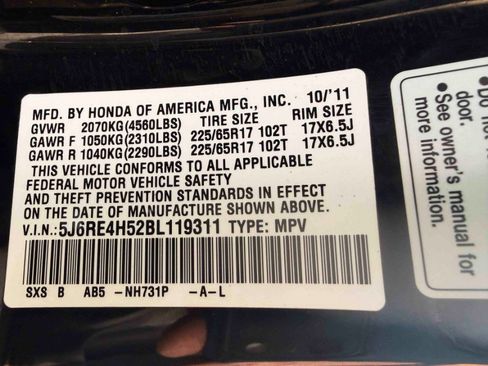 MFD. BY HONDA OF AMERICA MFG., INC. 10/'11
GVWR 2070KG(4560LBS) TIRE SIZE RIM SIZE
GAWR F 1050KG(2310LBS) 225/65R17 102T 17X6.5J
GAWR R 1040KG(2290LBS) 225/65R17 102T 17X6.5J
THIS VEHICLE CONFORMS TO ALL APPLICABLE
FEDERAL MOTOR VEHICLE SAFETY
AND THEFT PREVENTION STANDARDS IN EFFECT
ON THE DATE OF MANUFACTURE SHOWN ABOVE.
V.I.N.:5J6RE4H52BL119311 TYPE: MPV
SXS B AB5 -NH731P -A-L
•Do
door.
•See owner's
manual for